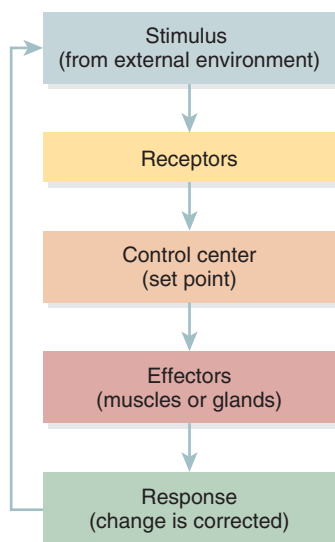 Stimulus
(from external environment)
Receptors
Control center
(set point)
Effectors
(muscles or glands)
Response
(change is corrected)